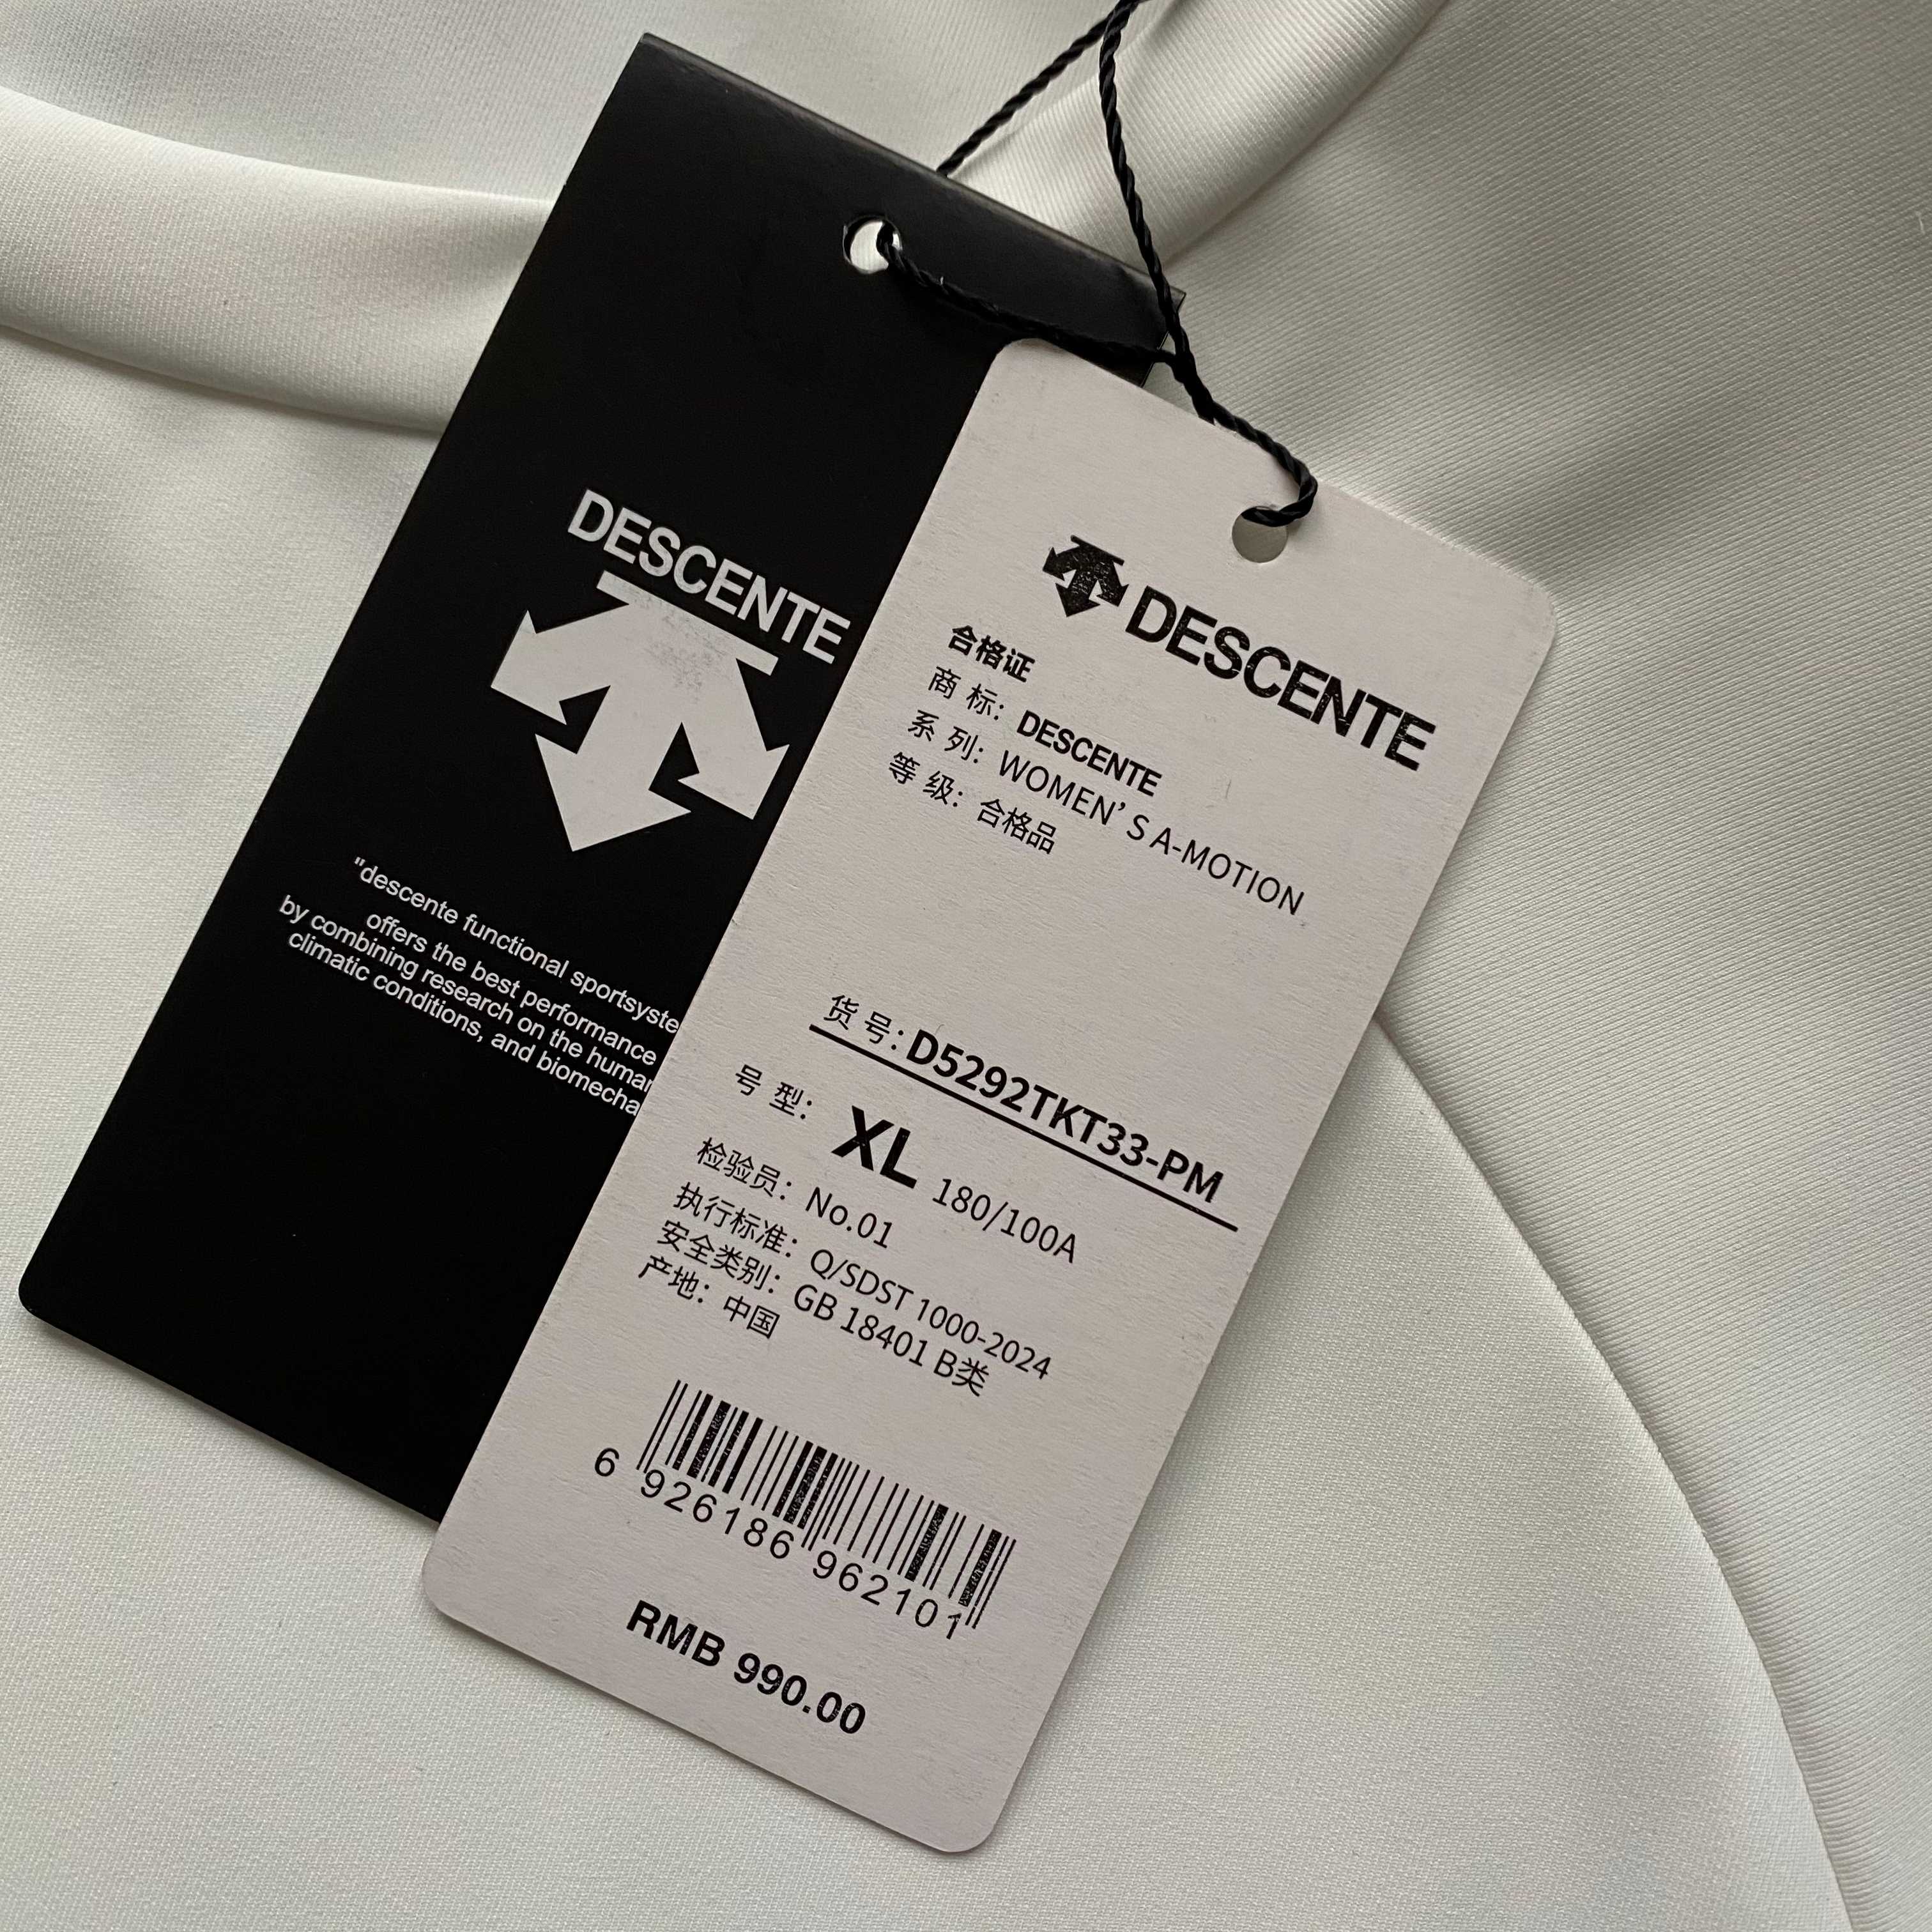 DESCENTE
"descente functional sportsyste
offers the best performance
by combining research on the human
climatic conditions, and biomecha
DESCENTE
合格证
商 标: DESCENTE
系 列: WOMEN' S A-MOTION
等 级: 合格品
货 号: D5292TKT33-PM
号 型: XL 180/100A
检验员: No.01
执行标准: Q/SDST 1000-2024
安全类别: GB 18401 B类
产地: 中国
6 926186 962101
RMB 990.00